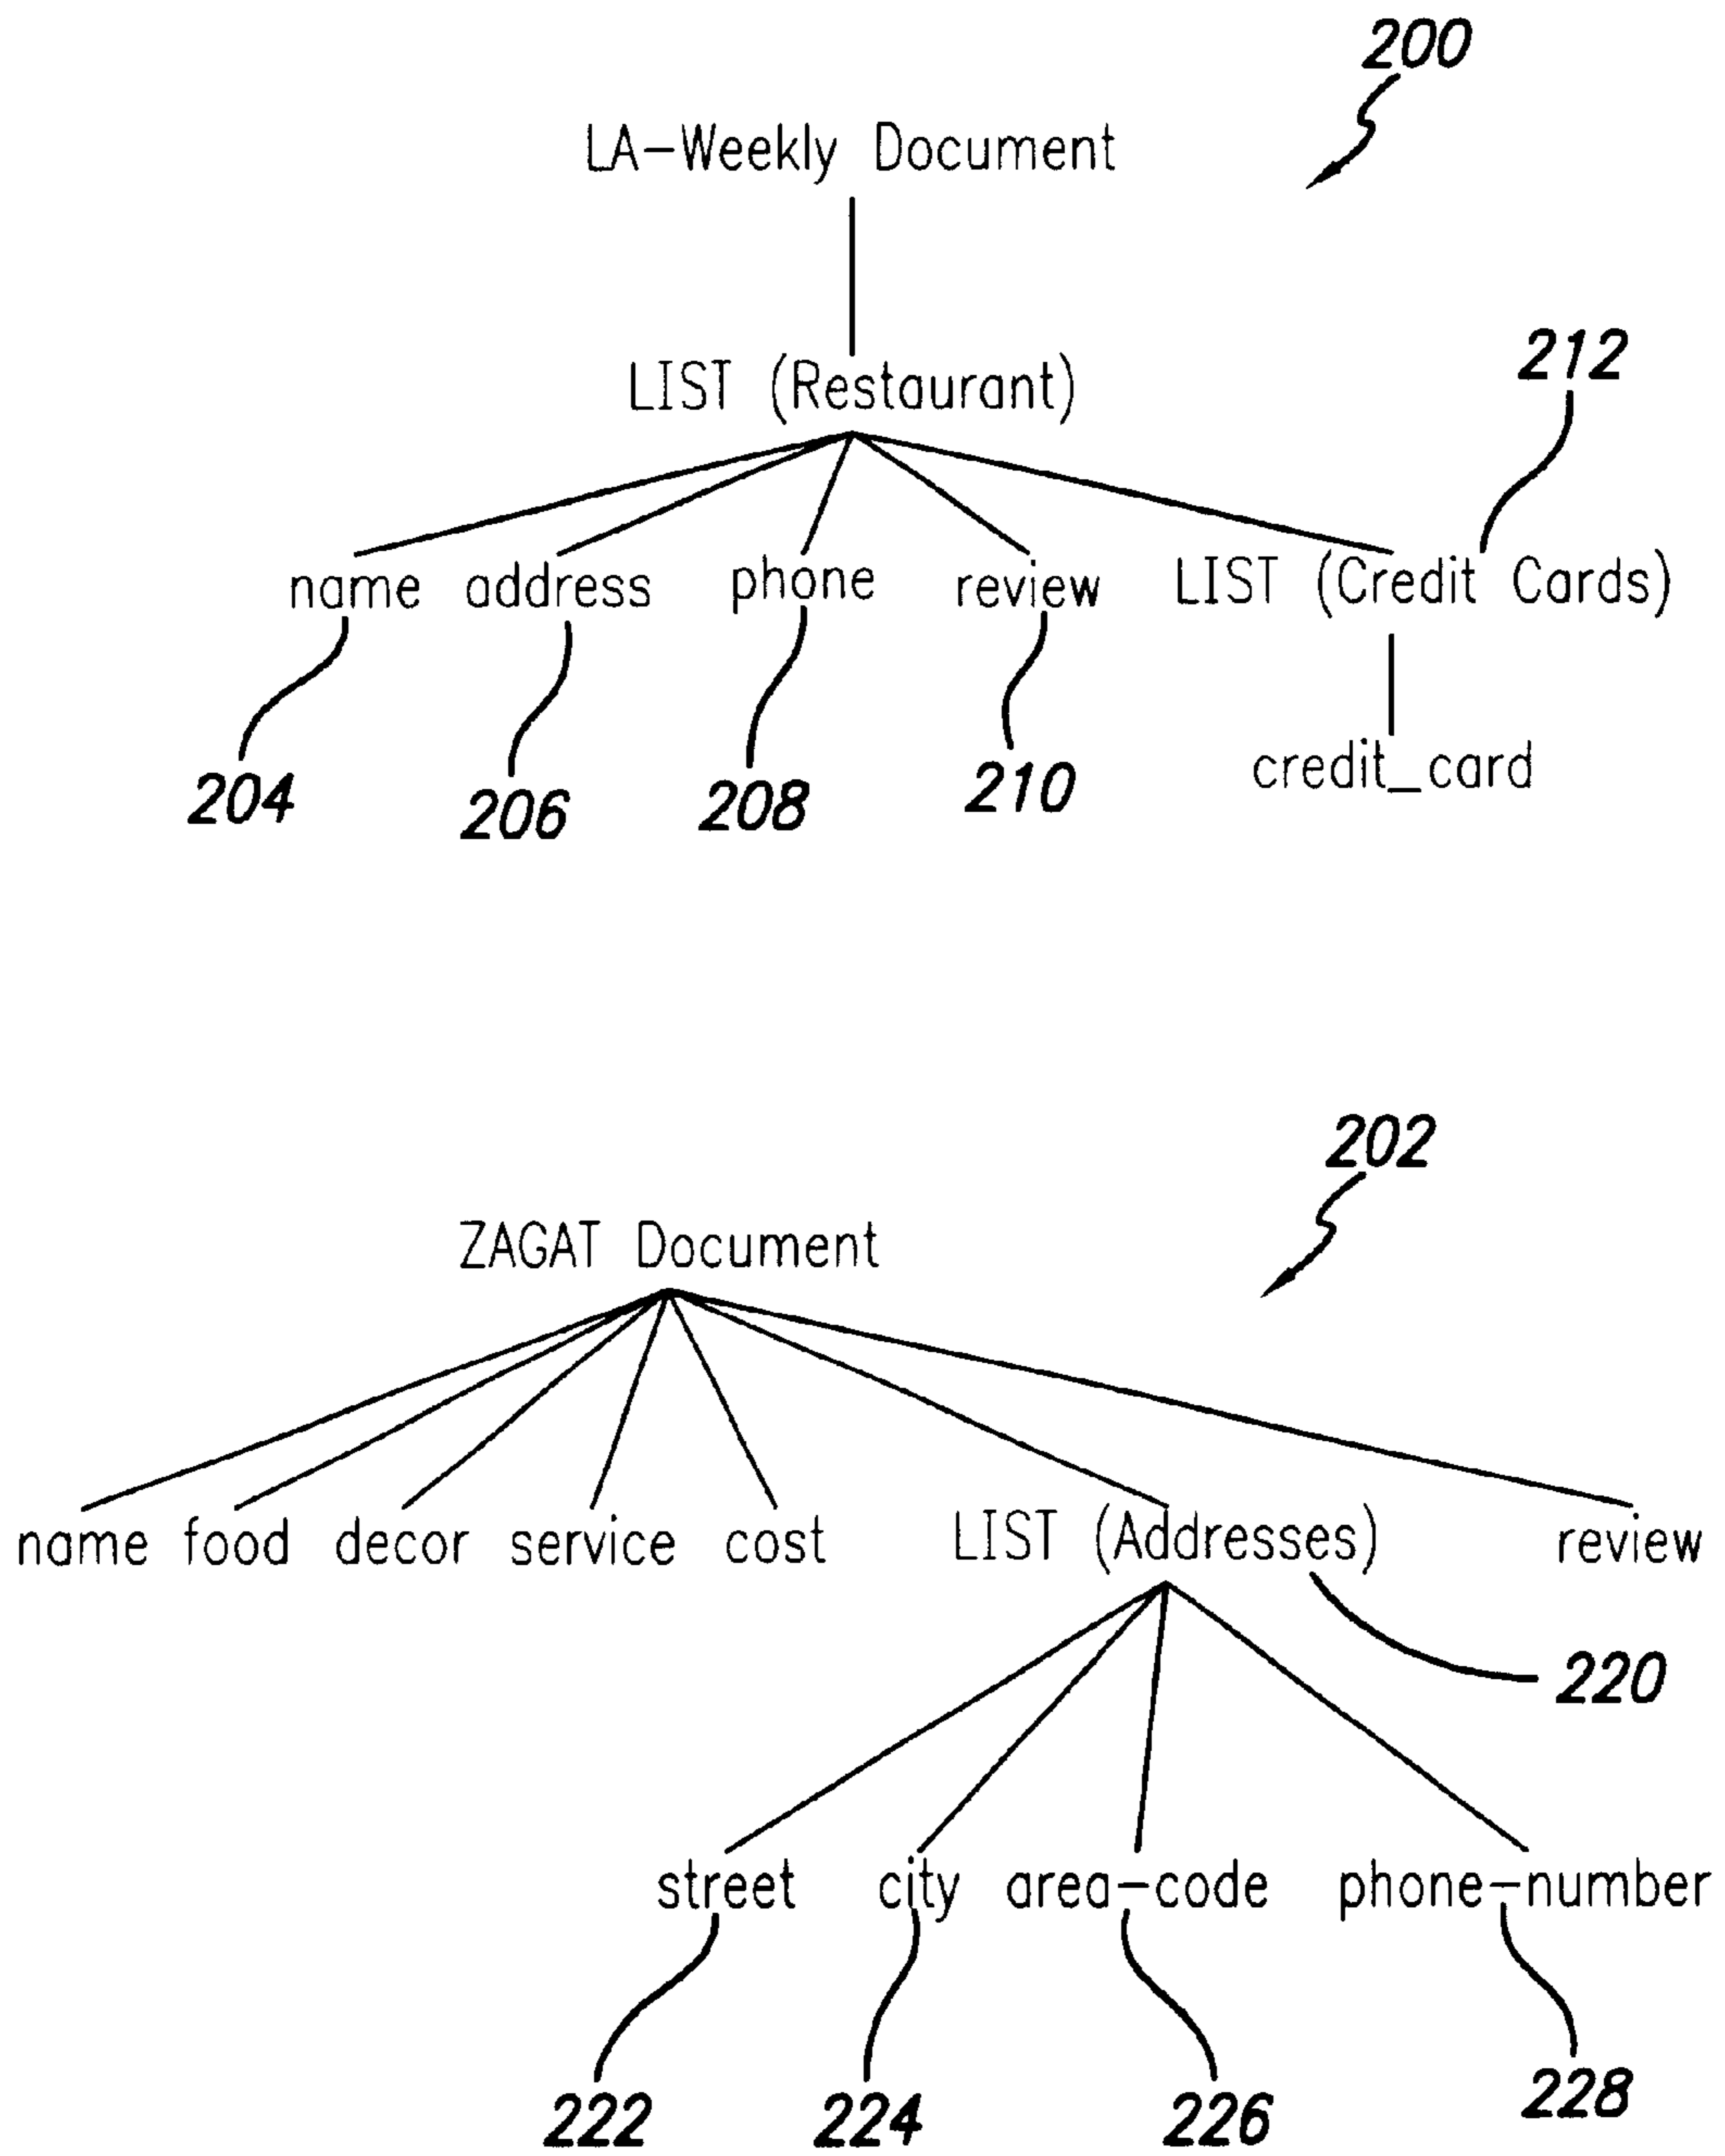 200
LA-Weekly Document
LIST (Restaurant)
212
name address phone review LIST (Credit Cards)
204 206 208 210 credit_card
202
ZAGAT Document
name food decor service cost LIST (Addresses) review
220
street city area-code phone-number
222 224 226 228